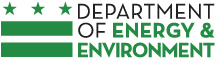 DEPARTMENT
OF ENERGY &
ENVIRONMENT